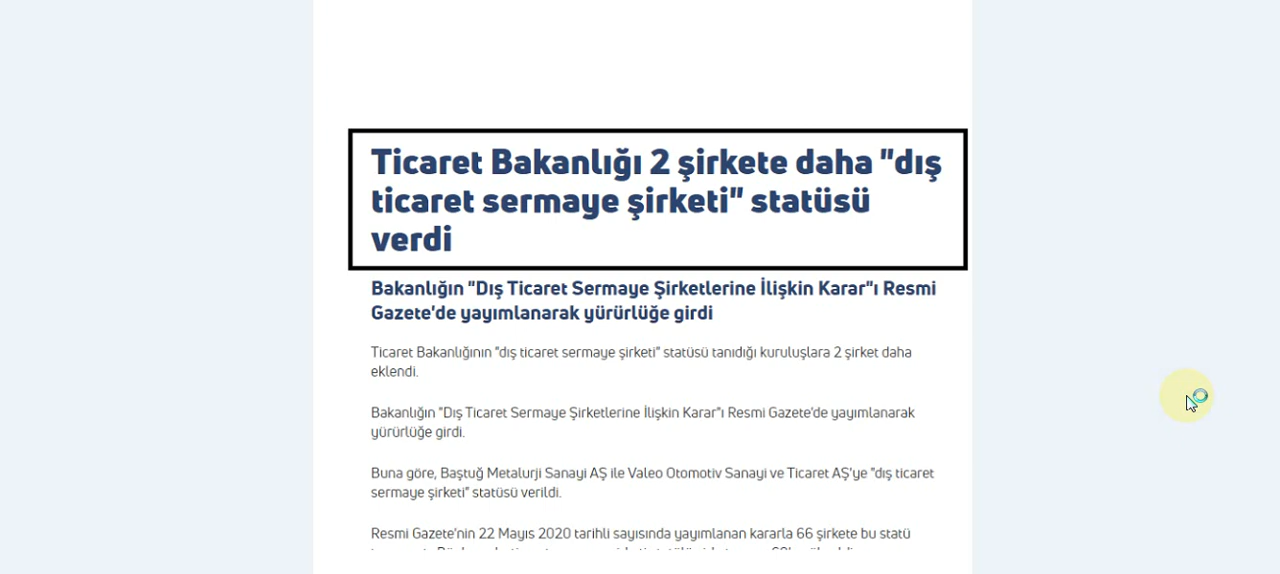 Ticaret Bakanlığı 2 şirkete daha "dış
ticaret sermaye şirketi" statüsü
verdi
Bakanlığın "Dış Ticaret Sermaye Şirketlerine İlişkin Karar"ı Resmi
Gazete'de yayımlanarak yürürlüğe girdi
Ticaret Bakanlığının "dış ticaret sermaye şirketi" statüsü tanıdığı kuruluşlara 2 şirket daha
eklendi.
Bakanlığın "Dış Ticaret Sermaye Şirketlerine İlişkin Karar"ı Resmi Gazete'de yayımlanarak
yürürlüğe girdi.
Buna göre, Baştuğ Metalurji Sanayi AŞ ile Valeo Otomotiv Sanayi ve Ticaret AŞ'ye "dış ticaret
sermaye şirketi" statüsü verildi.
Resmi Gazete'nin 22 Mayıs 2020 tarihli sayısında yayımlanan kararla 66 şirkete bu statü